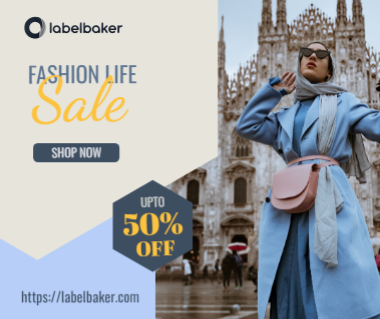 labelbaker
FASHION LIFE
Sale
SHOP NOW
UPTO
50%
OFF
https://labelbaker.com